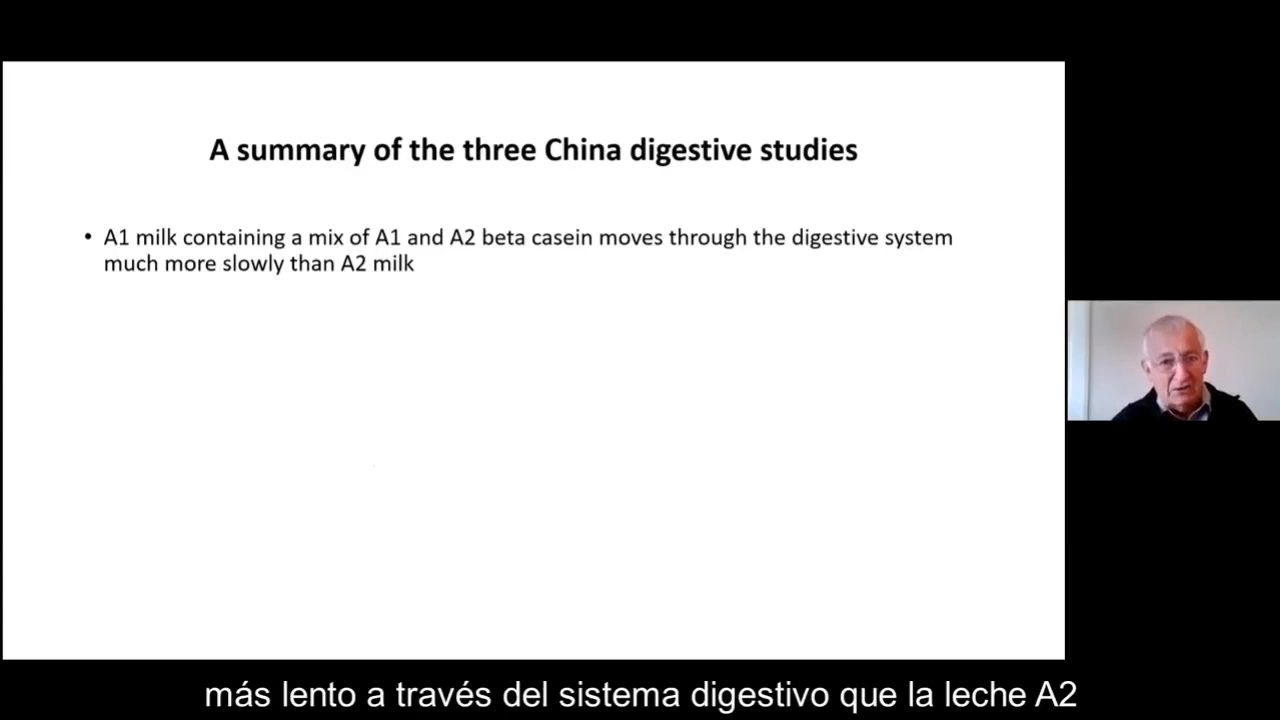 A summary of the three China digestive studies
• A1 milk containing a mix of A1 and A2 beta casein moves through the digestive system
much more slowly than A2 milk
más lento a través del sistema digestivo que la leche A2